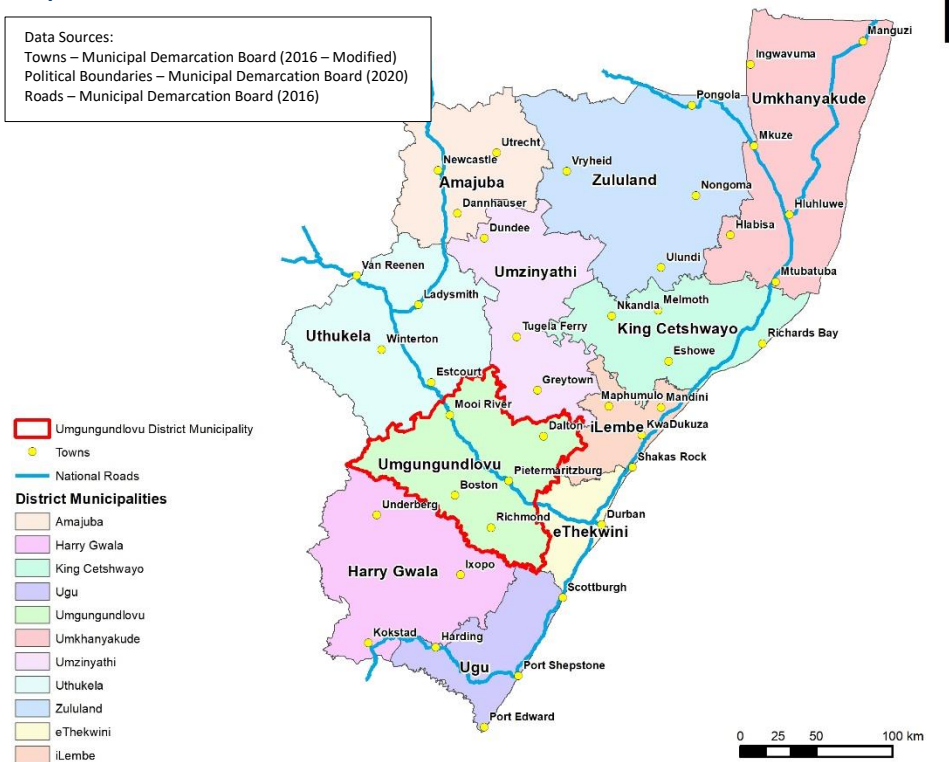 Data Sources:
Towns – Municipal Demarcation Board (2016 – Modified)
Political Boundaries – Municipal Demarcation Board (2020)
Roads – Municipal Demarcation Board (2016)
Manguzi
Ingwavuma
Umkhanyakude
Pongola
Mkuze
Utrecht
Newcastle
Amajuba
Vryheid
Zululand
Nongoma
Dannhauser
Hluhluwe
Hlabisa
Dundee
Umzinyathi
Ulundi
Van Reenen
Mtubatuba
Ladysmith
Nkandla
Melmoth
King Cetshwayo
Richards Bay
Uthukela
Winterton
Tugela Ferry
Eshowe
Estcourt
Greytown
Maphumulo
Mandini
Mooi River
iLembe
KwaDukuza
Dalton
Shakas Rock
Umgungundlovu
Pietermaritzburg
Boston
Underberg
Richmond
Durban
eThekwini
Harry Gwala
Ixopo
Scottburgh
Kokstad
Harding
Ugu
Port Shepstone
Port Edward
Umgungundlovu District Municipality
Towns
National Roads
District Municipalities
Amajuba
Harry Gwala
King Cetshwayo
Ugu
Umgungundlovu
Umkhanyakude
Umzinyathi
Uthukela
Zululand
eThekwini
iLembe
0 25 50 100 km